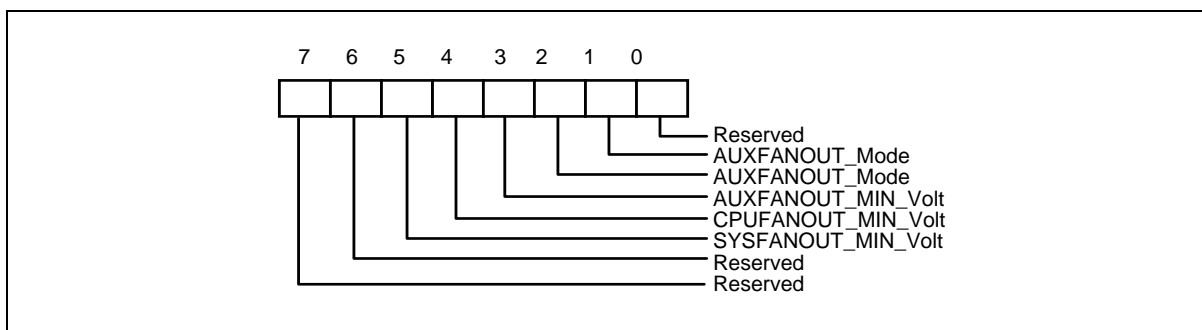 7 6 5 4 3 2 1 0
Reserved
AUXFANOUT_Mode
AUXFANOUT_Mode
AUXFANOUT_MIN_Volt
CPUFANOUT_MIN_Volt
SYSFANOUT_MIN_Volt
Reserved
Reserved